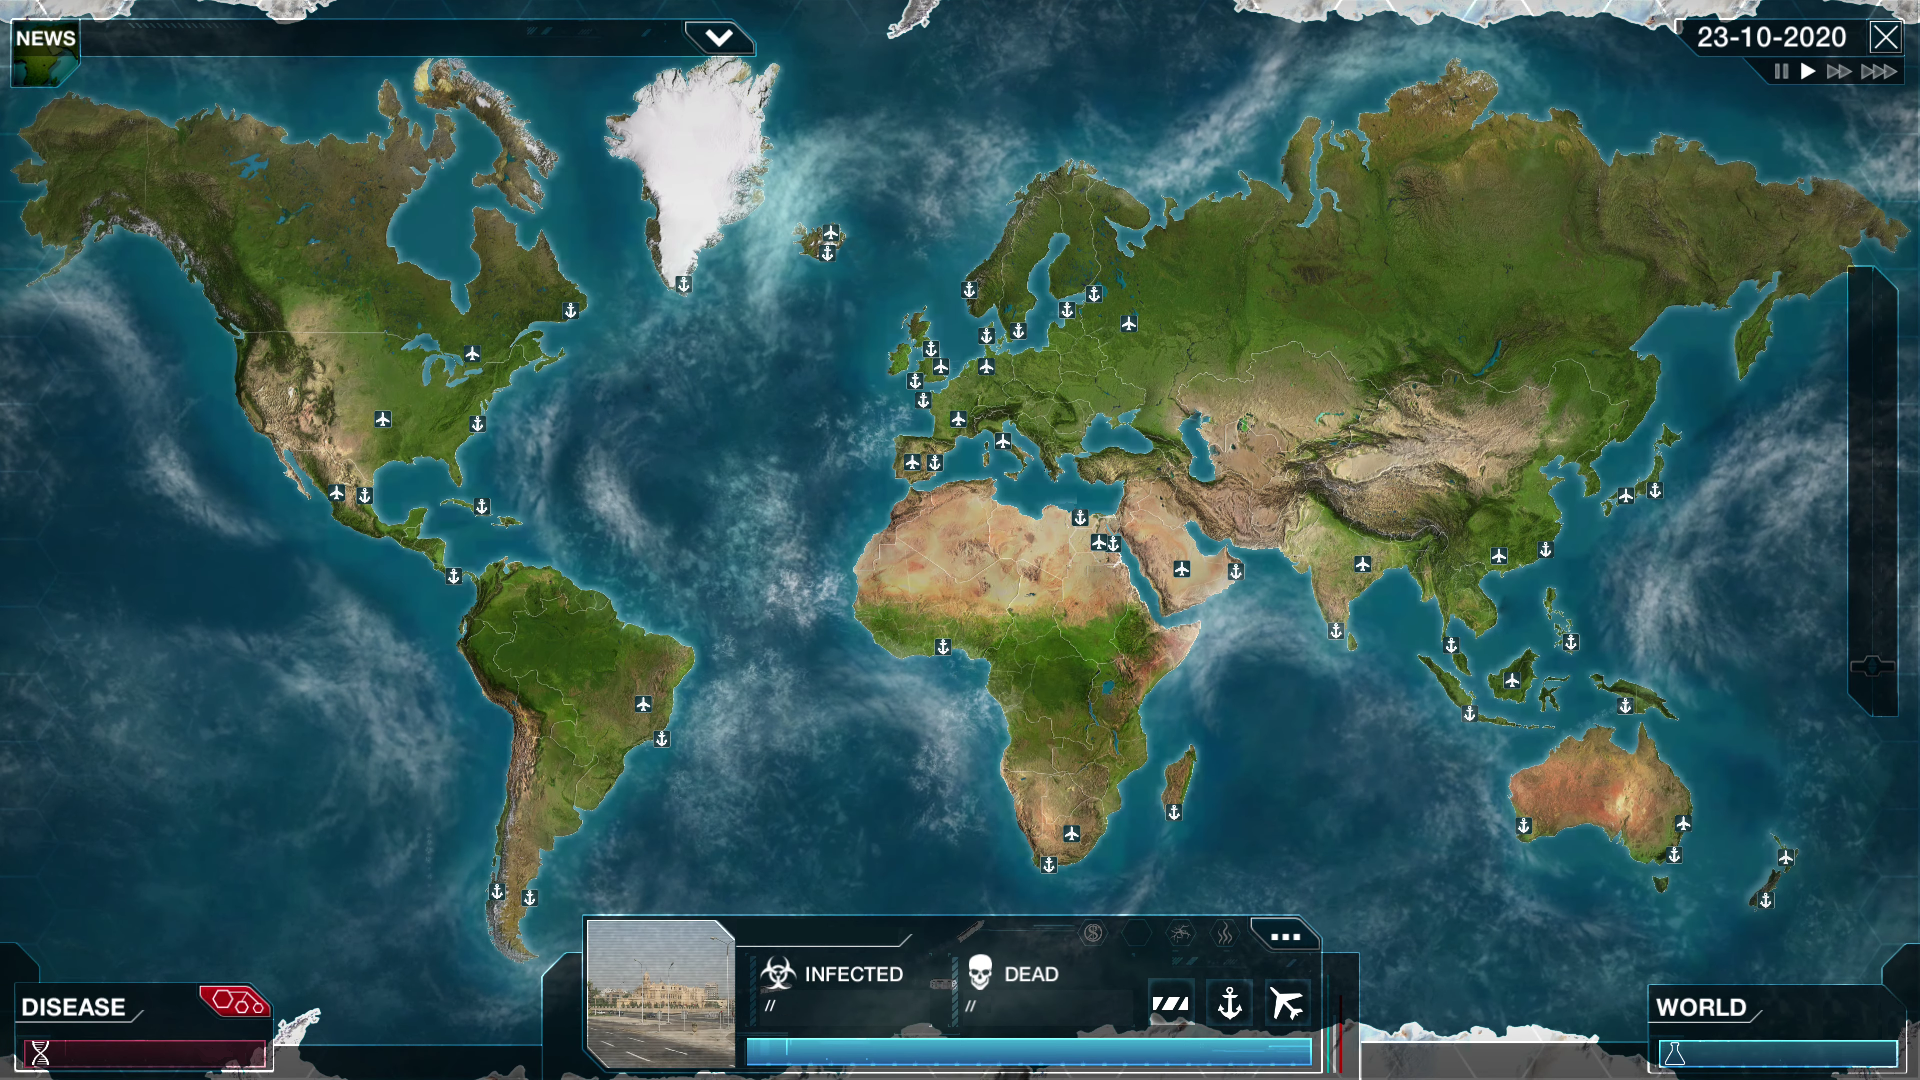 NEWS
23-10-2020
INFECTED
//
DEAD
//
DISEASE
WORLD